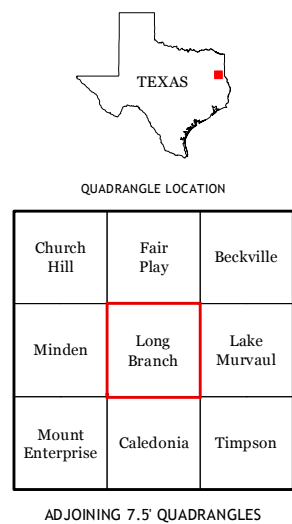 TEXAS
QUADRANGLE LOCATION
Church
Hill
Fair
Play
Beckville
Minden
Long
Branch
Lake
Murvaul
Mount
Enterprise
Caledonia
Timpson
ADJOINING 7.5' QUADRANGLES